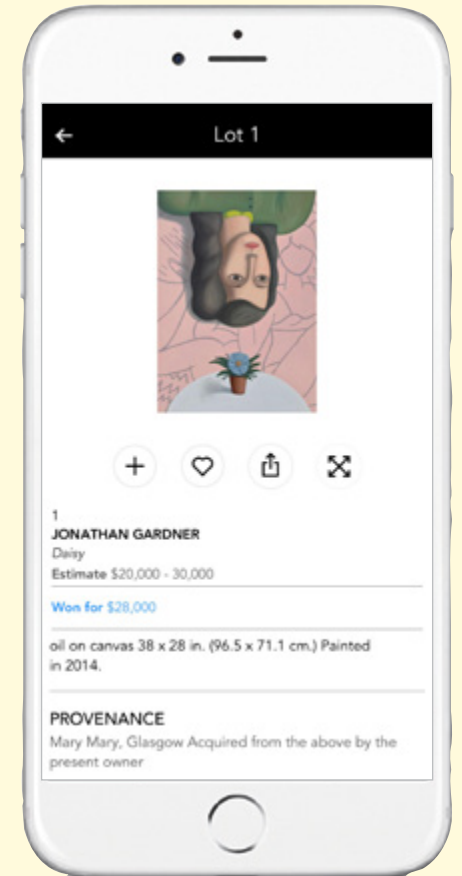 Lot 1
1
JONATHAN GARDNER
Daisy
Estimate $20,000 - 30,000
Won for $28,000
oil on canvas 38 x 28 in. (96.5 x 71.1 cm.) Painted
in 2014.
PROVENANCE
Mary Mary, Glasgow Acquired from the above by the
present owner